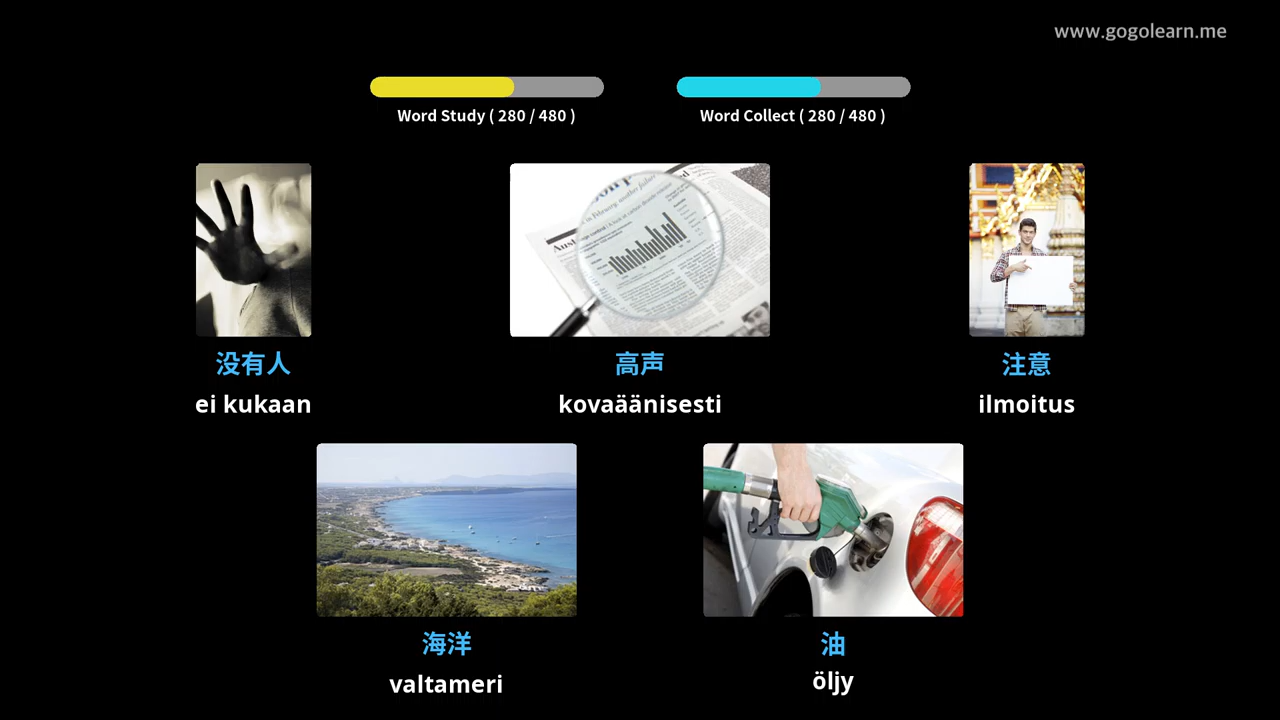 www.gogolearn.me
Word Study ( 280 / 480 )
Word Collect ( 280 / 480 )
没有人
高声
注意
ei kukaan
kovaäänisesti
ilmoitus
海洋
油
valtameri
öljy